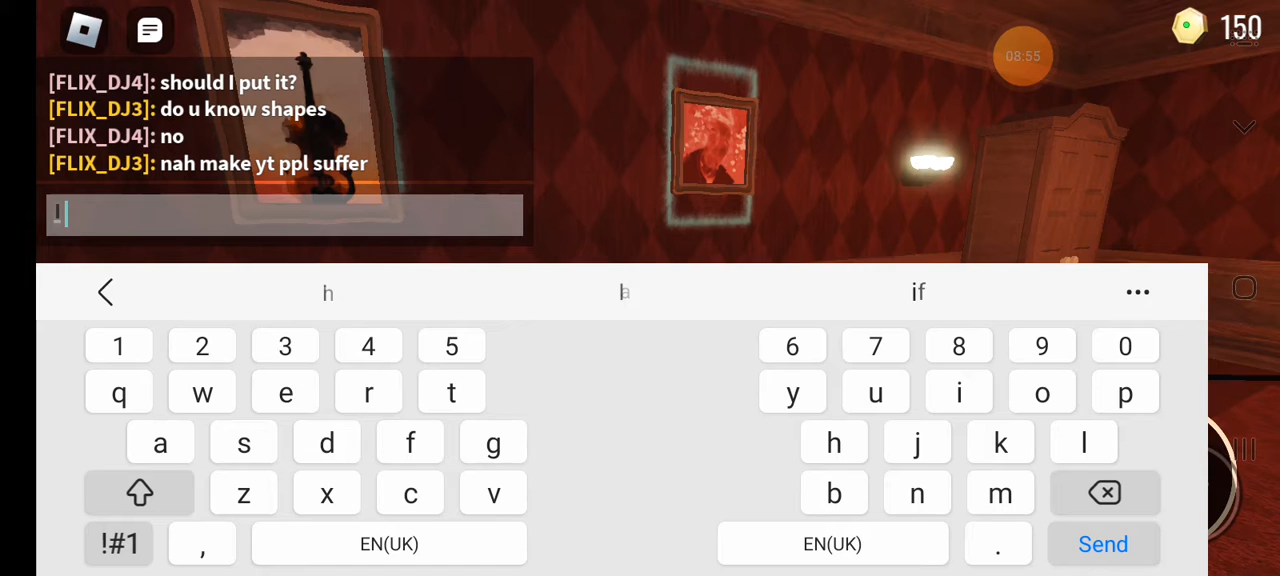 150
08:55
[FLIX_DJ4]: should I put it?
[FLIX_DJ3]: do u know shapes
[FLIX_DJ4]: no
[FLIX_DJ3]: nah make yt ppl suffer
h
if
1 2 3 4 5 6 7 8 9 0
q w e r t y u i o p
a s d f g h j k l
z x c v b n m
!#1 , EN(UK) EN(UK) . Send